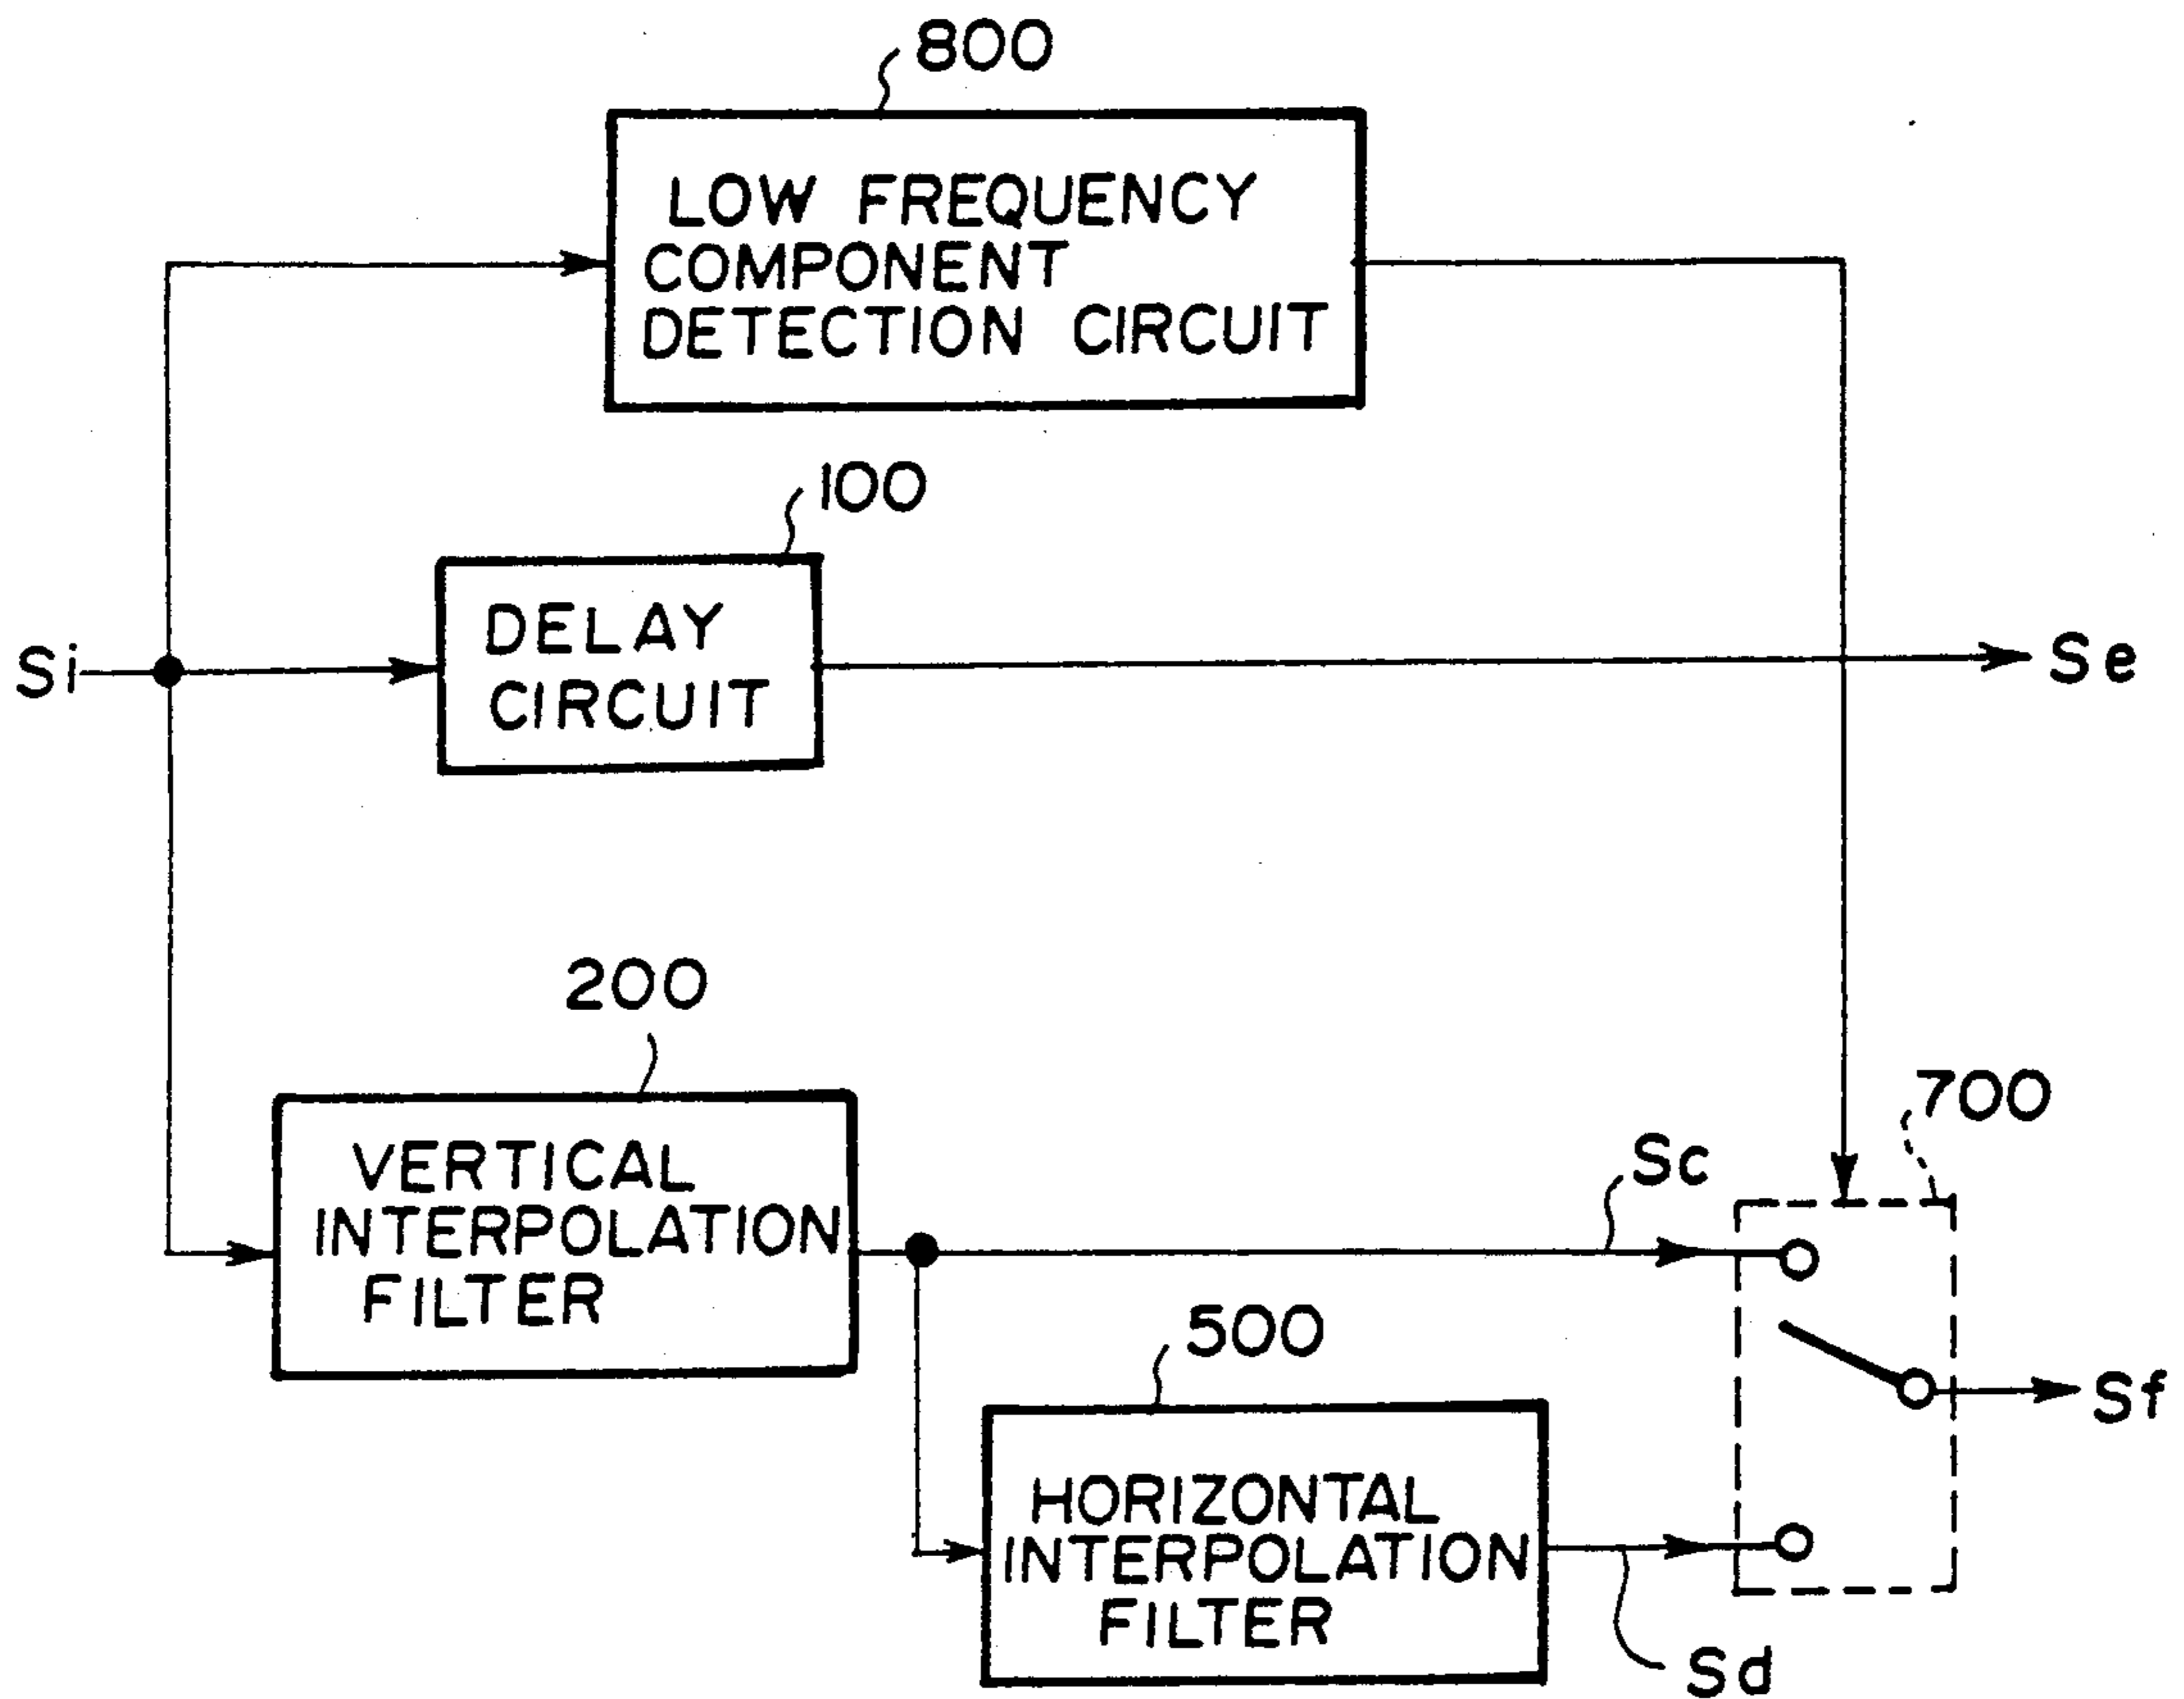 800
LOW FREQUENCY
COMPONENT
DETECTION CIRCUIT
100
DELAY
CIRCUIT
Si
Se
200
VERTICAL
INTERPOLATION
FILTER
700
Sc
500
Sf
HORIZONTAL
INTERPOLATION
FILTER
Sd